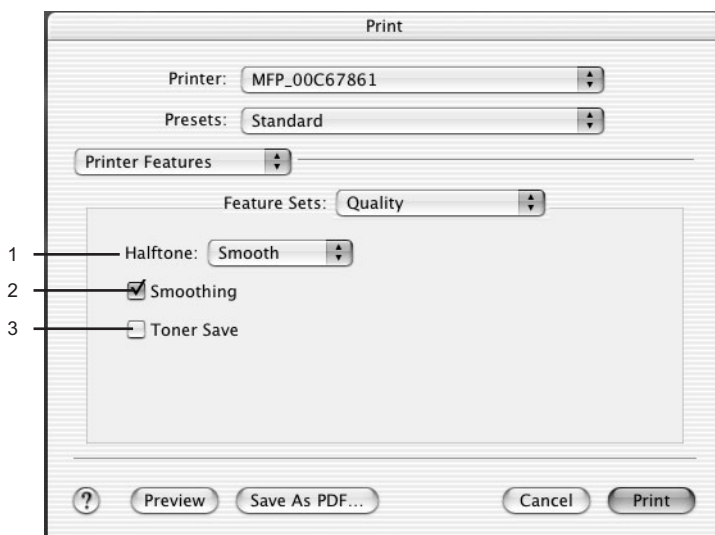 Print
Printer: MFP_00C67861
Presets: Standard
Printer Features
Feature Sets: Quality
1 Halftone: Smooth
2 Smoothing
3 Toner Save
? Preview Save As PDF... Cancel Print